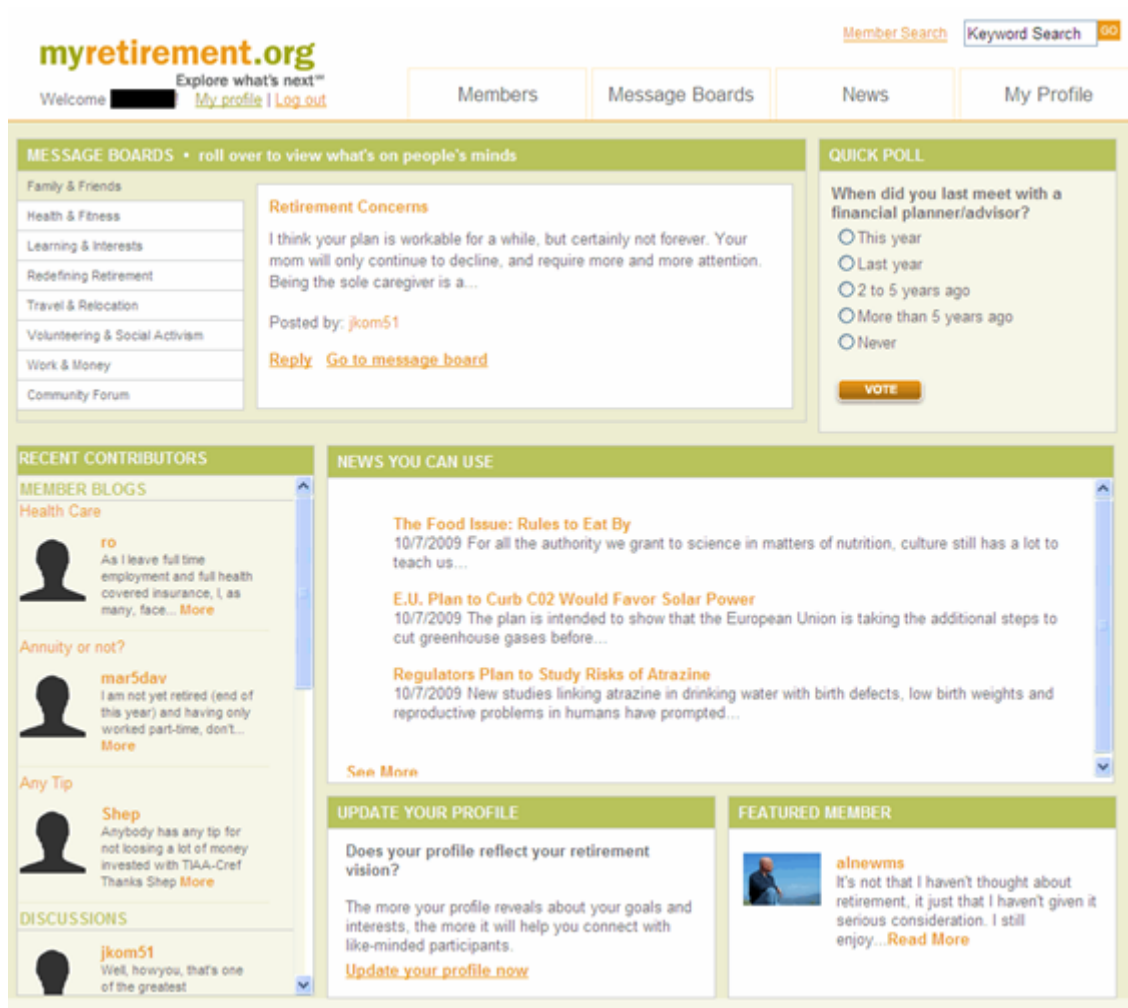 myretirement.org
Explore what's next℠
Welcome ! My profile | Log out
Member Search
Keyword Search GO
Members
Message Boards
News
My Profile
MESSAGE BOARDS • roll over to view what's on people's minds
Family & Friends
Health & Fitness
Learning & Interests
Redefining Retirement
Travel & Relocation
Volunteering & Social Activism
Work & Money
Community Forum
Retirement Concerns
I think your plan is workable for a while, but certainly not forever. Your
mom will only continue to decline, and require more and more attention.
Being the sole caregiver is a...
Posted by: jkom51
Reply Go to message board
QUICK POLL
When did you last meet with a
financial planner/advisor?
This year
Last year
2 to 5 years ago
More than 5 years ago
Never
VOTE
RECENT CONTRIBUTORS
MEMBER BLOGS
Health Care
ro
As I leave full time
employment and full health
covered insurance, I, as
many, face... More
Annuity or not?
mar5dav
I am not yet retired (end of
this year) and having only
worked part-time, don't...
More
Any Tip
Shep
Anybody has any tip for
not loosing a lot of money
invested with TIAA-Cref
Thanks Shep More
DISCUSSIONS
jkom51
Well, howyou, that's one
of the greatest
NEWS YOU CAN USE
The Food Issue: Rules to Eat By
10/7/2009 For all the authority we grant to science in matters of nutrition, culture still has a lot to
teach us...
E.U. Plan to Curb C02 Would Favor Solar Power
10/7/2009 The plan is intended to show that the European Union is taking the additional steps to
cut greenhouse gases before...
Regulators Plan to Study Risks of Atrazine
10/7/2009 New studies linking atrazine in drinking water with birth defects, low birth weights and
reproductive problems in humans have prompted...
See More
UPDATE YOUR PROFILE
Does your profile reflect your retirement
vision?
The more your profile reveals about your goals and
interests, the more it will help you connect with
like-minded participants.
Update your profile now
FEATURED MEMBER
alnewms
It's not that I haven't thought about
retirement, it just that I haven't given it
serious consideration. I still
enjoy...Read More